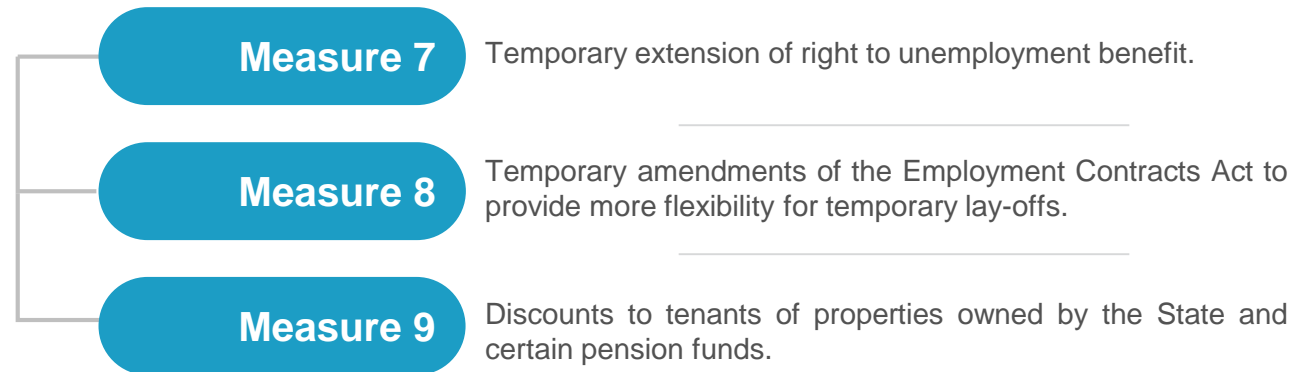 Measure 7
Temporary extension of right to unemployment benefit.
Measure 8
Temporary amendments of the Employment Contracts Act to
provide more flexibility for temporary lay-offs.
Measure 9
Discounts to tenants of properties owned by the State and
certain pension funds.